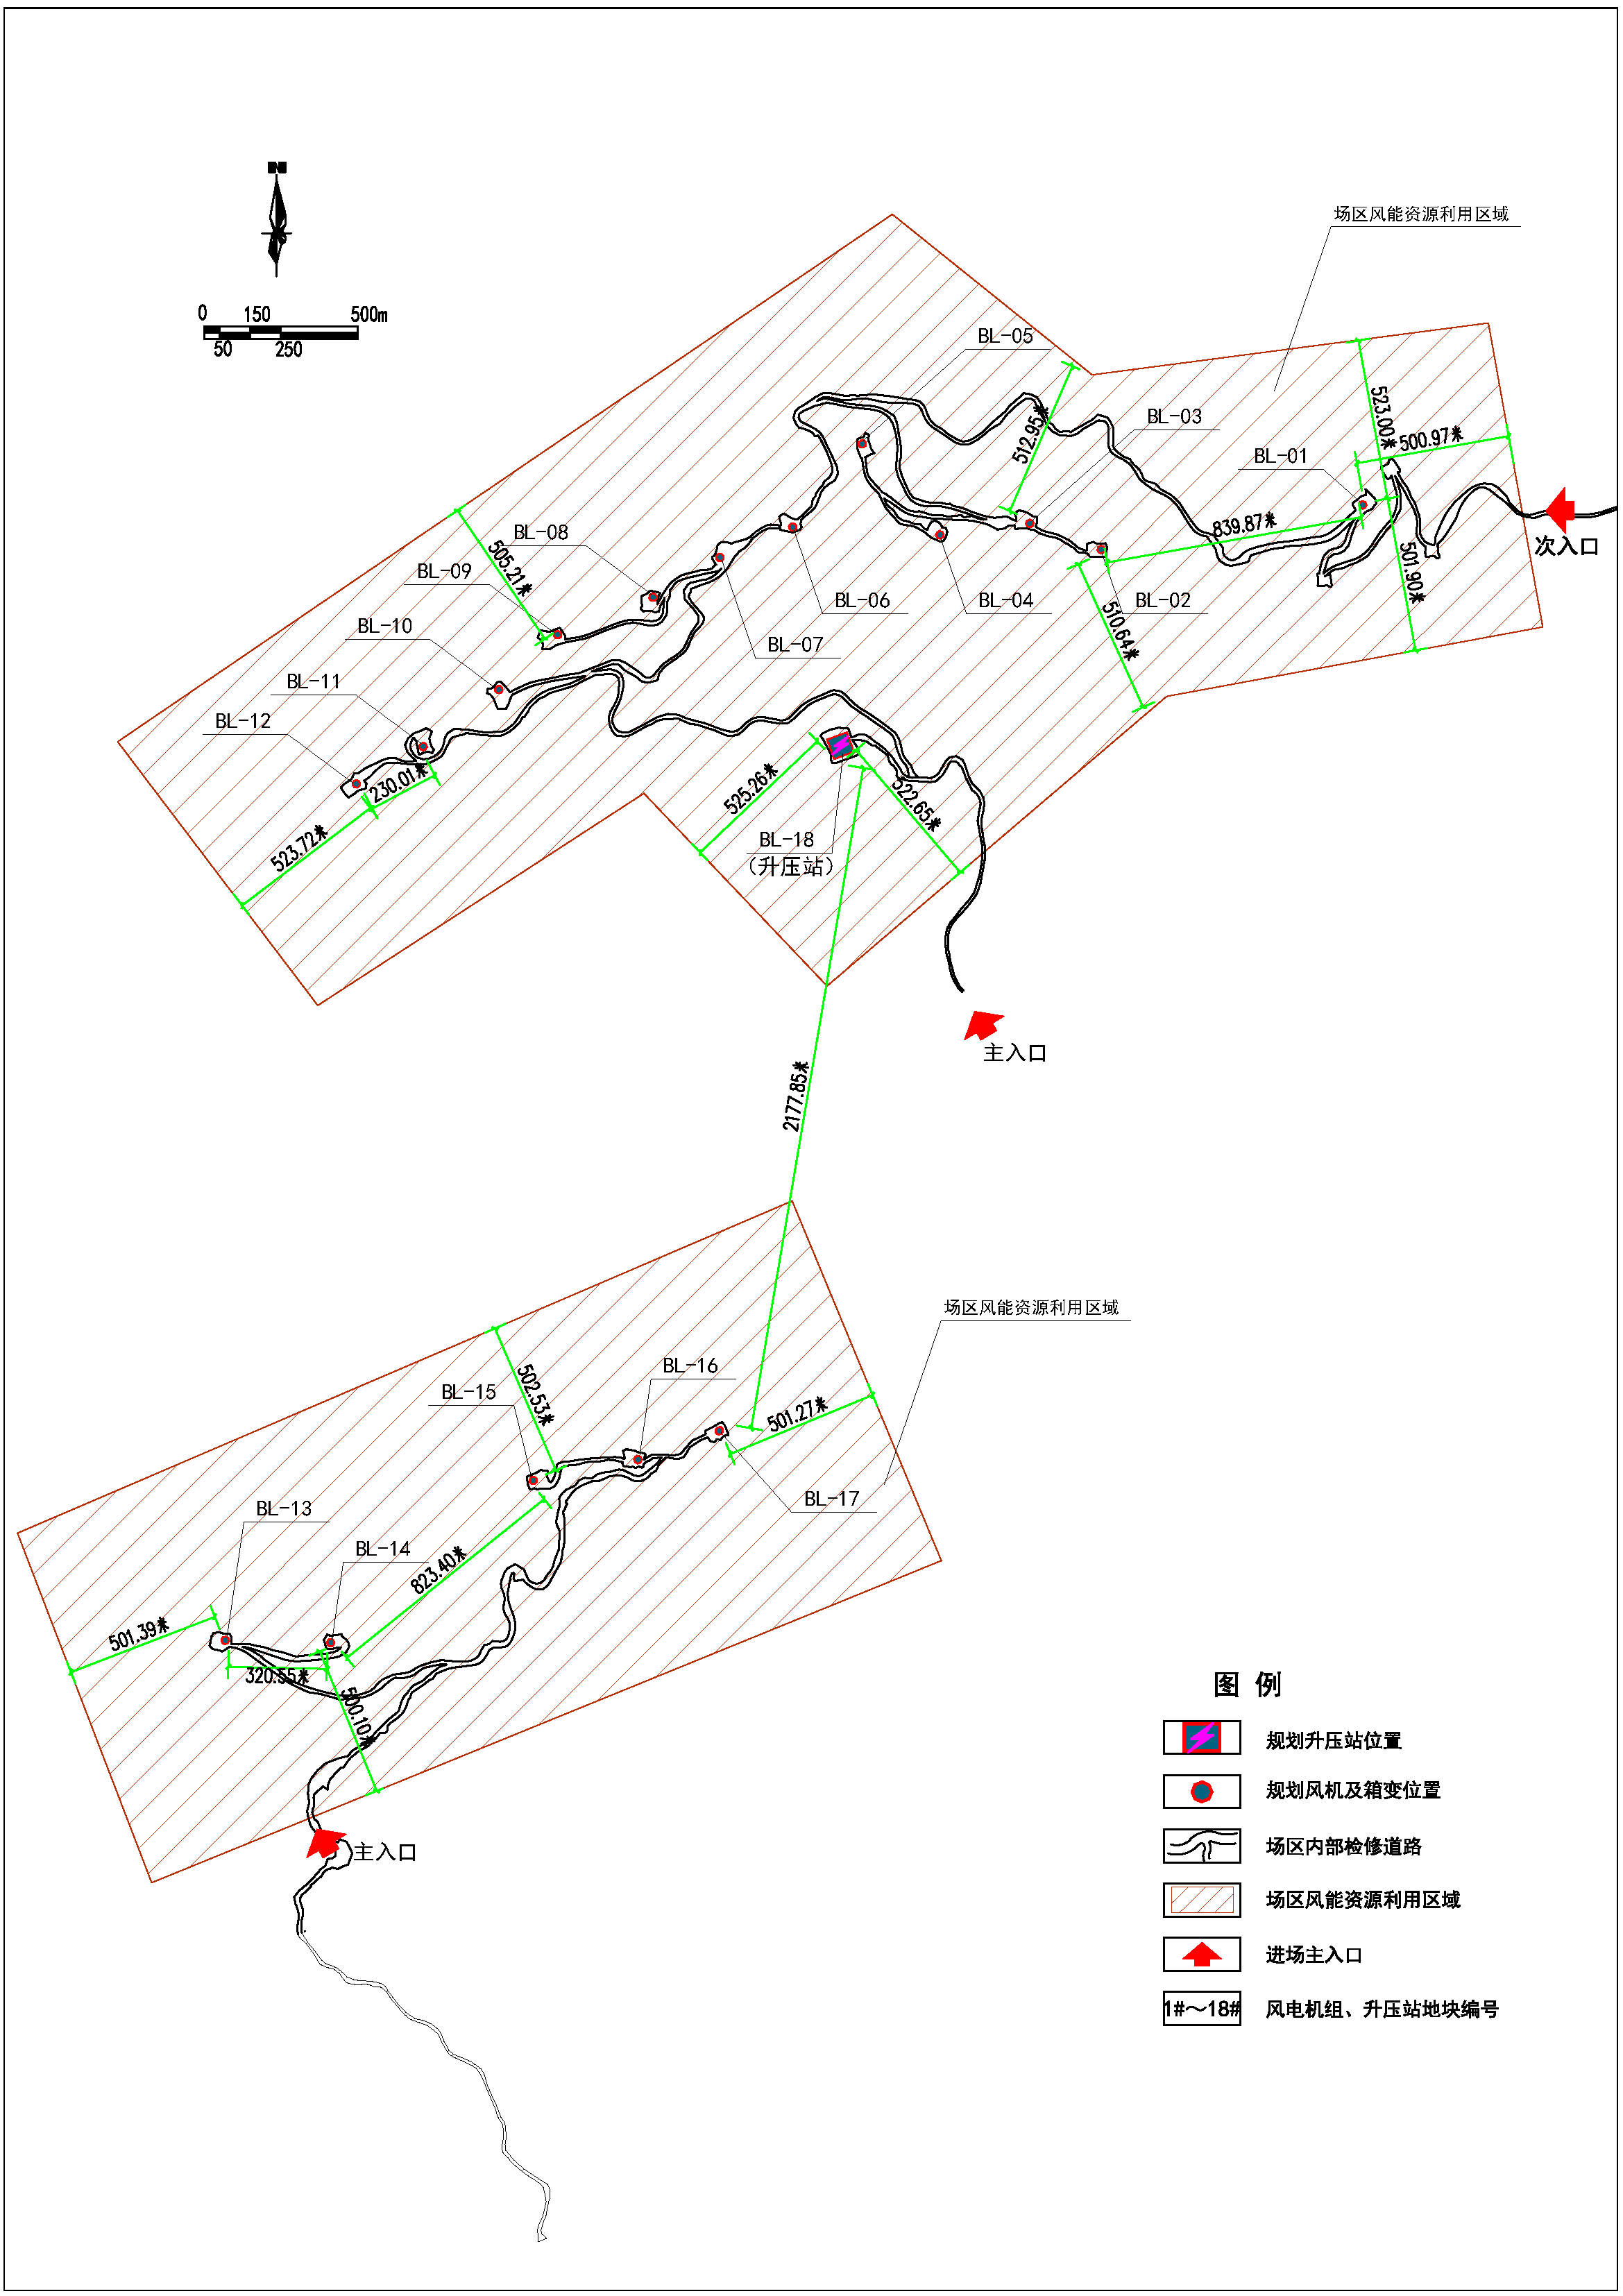 N
场区风能资源利用区域
0 150 500m
50 250
BL-05
523.00米
BL-03
512.95米
500.97米
BL-01
839.87米
次入口
BL-08
505.21米
501.90米
BL-09
BL-06
BL-04
BL-02
BL-10
510.64米
BL-07
BL-11
BL-12
230.01米
525.26米
522.65米
523.72米
BL-18
(升压站)
主入口
2177.85米
场区风能资源利用区域
BL-16
502.53米
BL-15
501.27米
BL-17
BL-13
BL-14
823.40米
501.39米
320.55米
500.10米
主入口
图 例
规划升压站位置
规划风机及箱变位置
场区内部检修道路
场区风能资源利用区域
进场主入口
1#～18# 风电机组、升压站地块编号